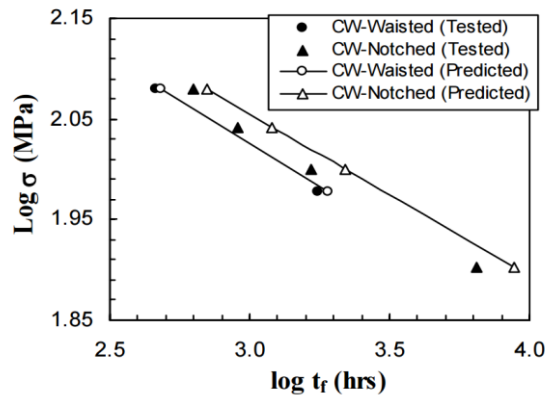 2.15
CW-Waisted (Tested)
CW-Notched (Tested)
CW-Waisted (Predicted)
CW-Notched (Predicted)
2.05
Log σ (MPa)
1.95
1.85
2.5 3.0 3.5 4.0
log tf (hrs)